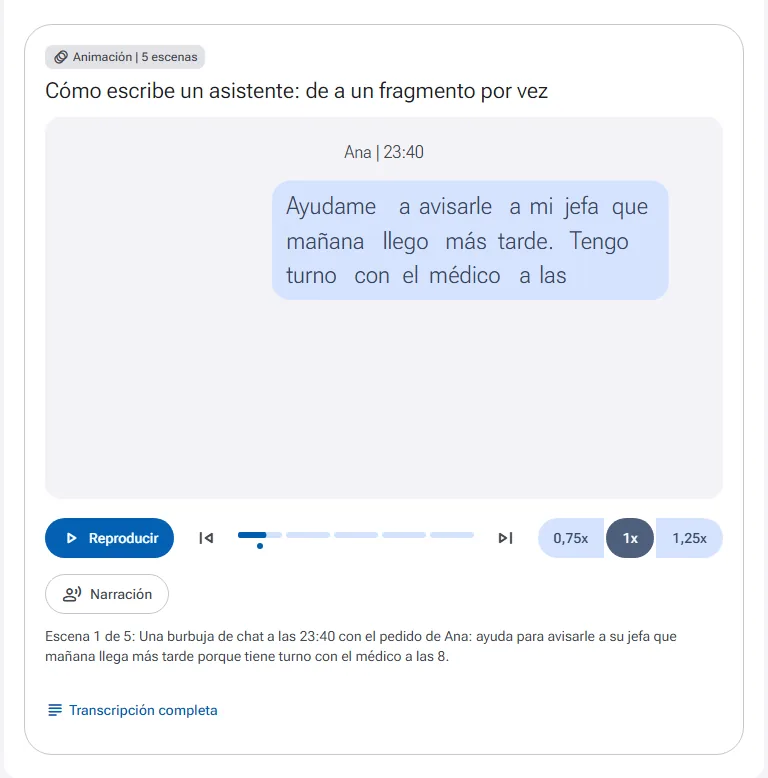 Animación | 5 escenas
Cómo escribe un asistente: de a un fragmento por vez
Ana | 23:40
Ayudame a avisarle a mi jefa que
mañana llego más tarde. Tengo
turno con el médico a las
Reproducir
0,75x
1x
1,25x
Narración
Escena 1 de 5: Una burbuja de chat a las 23:40 con el pedido de Ana: ayuda para avisarle a su jefa que
mañana llega más tarde porque tiene turno con el médico a las 8.
Transcripción completa